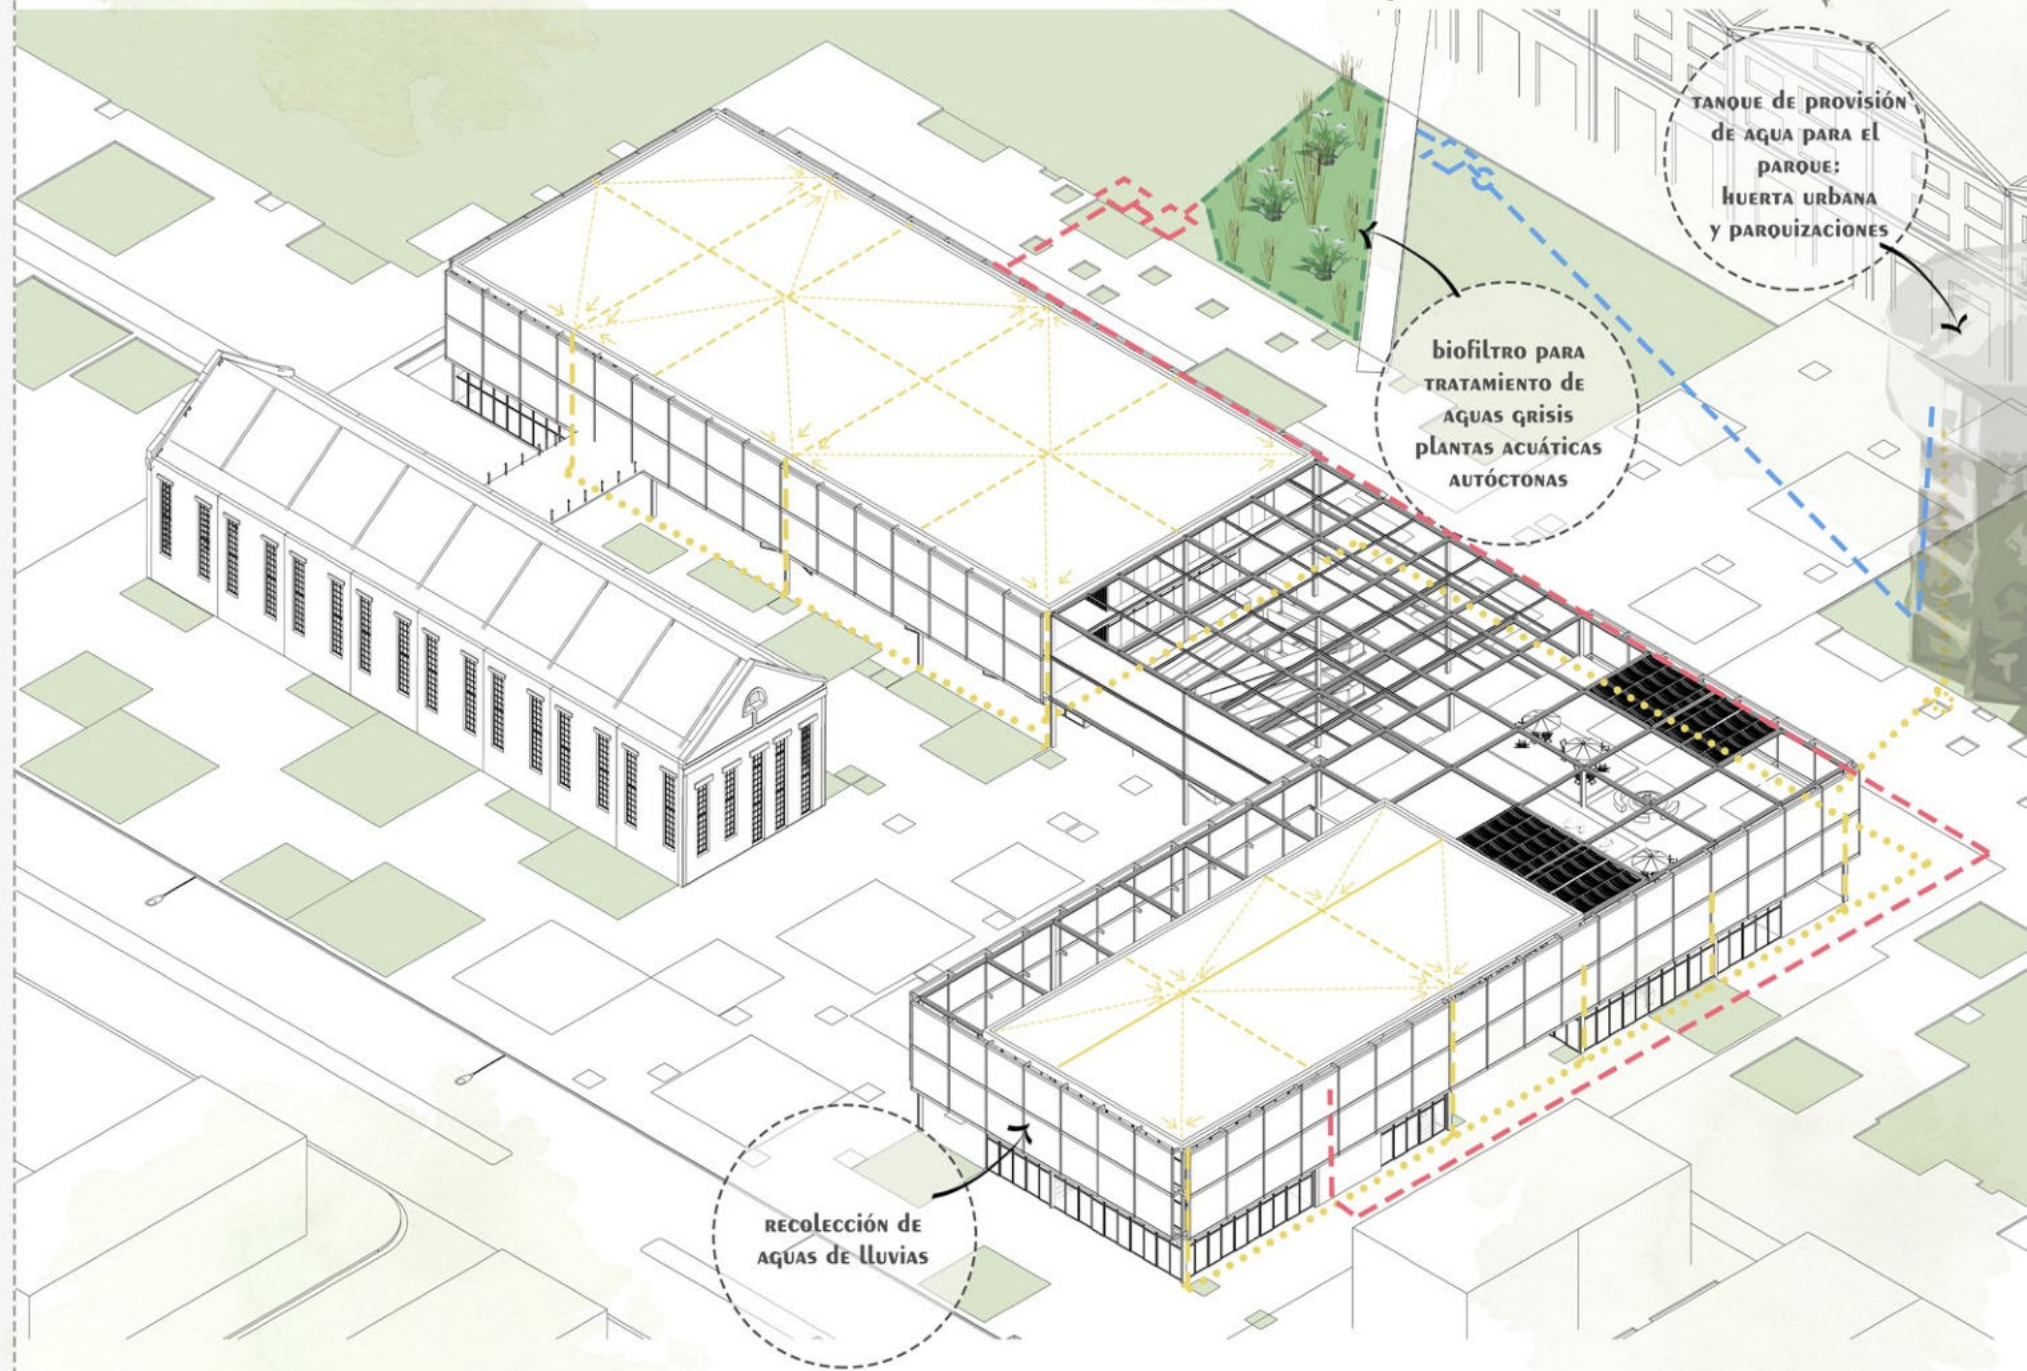 TANQUE de PROVISIÓN
de AGUA PARA El
PARQUE:
HUERTA URBANA
y PARQUIZACIONES
biofilTRO PARA
TRATAMIENTO de
AGUAS GRISIS
plANTAS ACUÁTICAS
AUTÓCTONAS
RECOLECCIÓN de
AGUAS dE lluvias